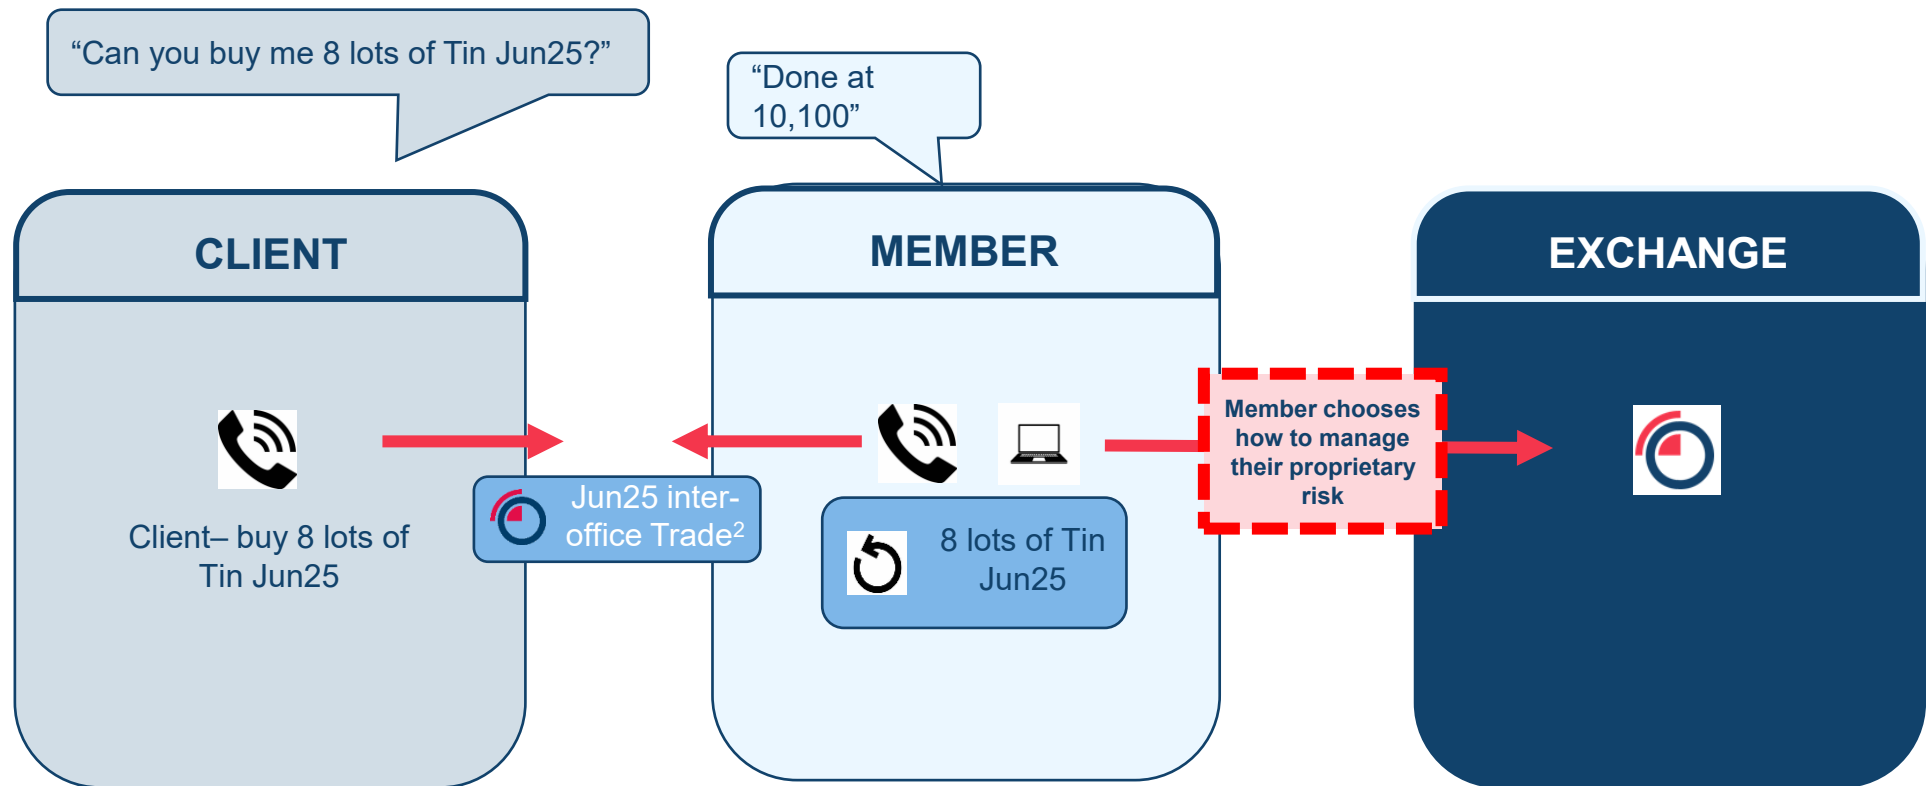 “Can you buy me 8 lots of Tin Jun25?”
“Done at
10,100”
CLIENT
MEMBER
EXCHANGE
Client– buy 8 lots of
Tin Jun25
Jun25 inter-
office Trade²
8 lots of Tin
Jun25
Member chooses
how to manage
their proprietary
risk